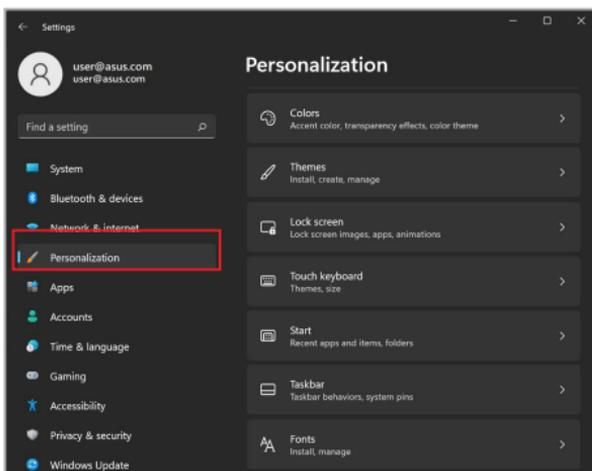 Settings
user@asus.com
user@asus.com
Find a setting
System
Bluetooth & devices
Network & internet
Personalization
Apps
Accounts
Time & language
Gaming
Accessibility
Privacy & security
Windows Update
Personalization
Colors
Accent color, transparency effects, color theme
Themes
Install, create, manage
Lock screen
Lock screen images, apps, animations
Touch keyboard
Themes, size
Start
Recent apps and items, folders
Taskbar
Taskbar behaviors, system pins
Fonts
Install, manage